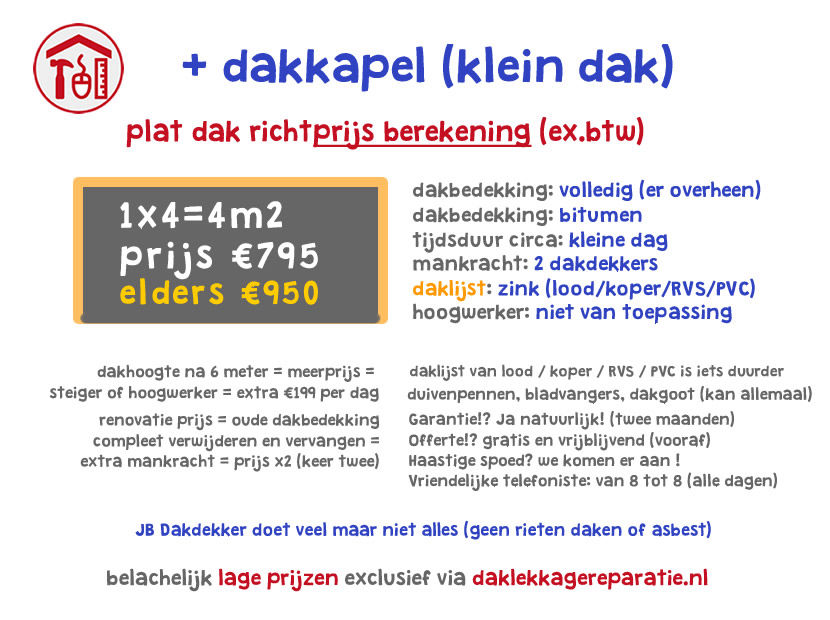 + dakkapel (klein dak)
plat dak richtprijs berekening (ex.btw)
1x4=4m2
prijs €795
elders €950
dakbedekking: volledig (er overheen)
dakbedekking: bitumen
tijdsduur circa: kleine dag
mankracht: 2 dakdekkers
daklijst: zink (lood/koper/RVS/PVC)
hoogwerker: niet van toepassing
dakhoogte na 6 meter = meerprijs =
steiger of hoogwerker = extra €199 per dag
renovatie prijs = oude dakbedekking
compleet verwijderen en vervangen =
extra mankracht = prijs x2 (keer twee)
daklijst van lood / koper / RVS / PVC is iets duurder
duivenpennen, bladvangers, dakgoot (kan allemaal)
Garantie!? Ja natuurlijk! (twee maanden)
Offerte!? gratis en vrijblijvend (vooraf)
Haastige spoed? we komen er aan !
Vriendelijke telefoniste: van 8 tot 8 (alle dagen)
JB Dakdekker doet veel maar niet alles (geen rieten daken of asbest)
belachelijk lage prijzen exclusief via daklekkagereparatie.nl